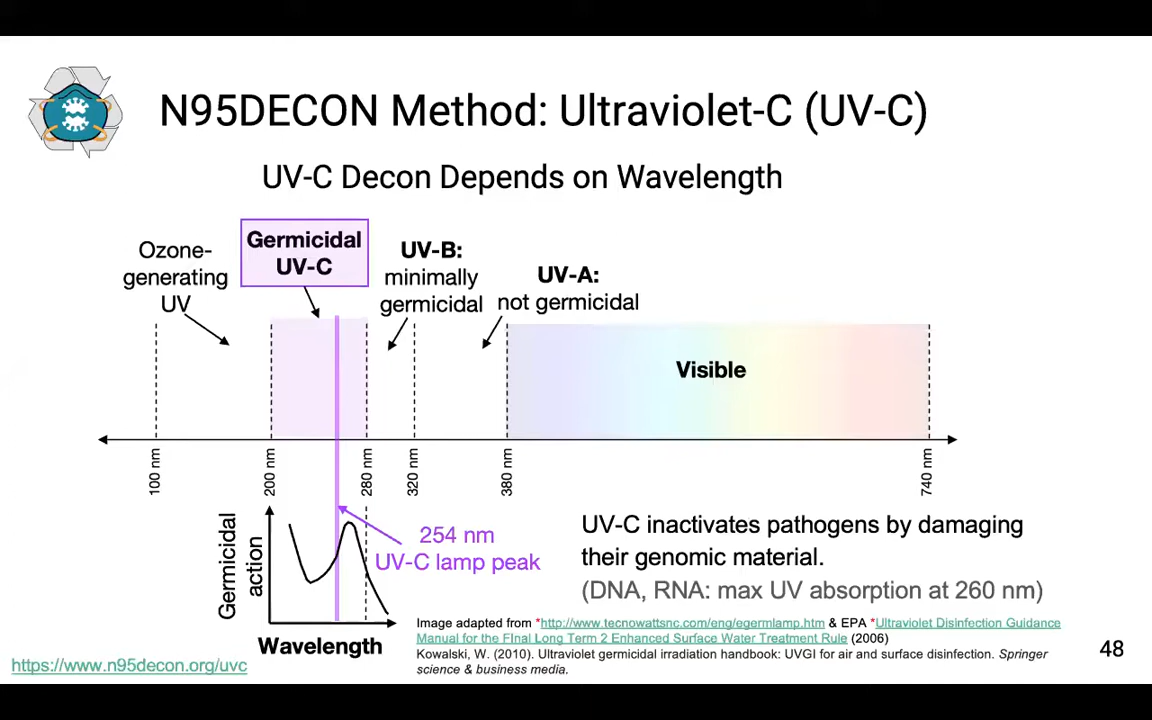 N95DECON Method: Ultraviolet-C (UV-C)
UV-C Decon Depends on Wavelength
Ozone-
generating
UV
Germicidal
UV-C
UV-B:
minimally
germicidal
UV-A:
not germicidal
Visible
100 nm
200 nm
280 nm
320 nm
380 nm
740 nm
Germicidal
action
Wavelength
254 nm
UV-C lamp peak
UV-C inactivates pathogens by damaging
their genomic material.
(DNA, RNA: max UV absorption at 260 nm)
Image adapted from *http://www.tecnowattsnc.com/eng/egermlamp.htm & EPA *Ultraviolet Disinfection Guidance
Manual for the FInal Long Term 2 Enhanced Surface Water Treatment Rule (2006)
Kowalski, W. (2010). Ultraviolet germicidal irradiation handbook: UVGI for air and surface disinfection. Springer
science & business media.
48
https://www.n95decon.org/uvc